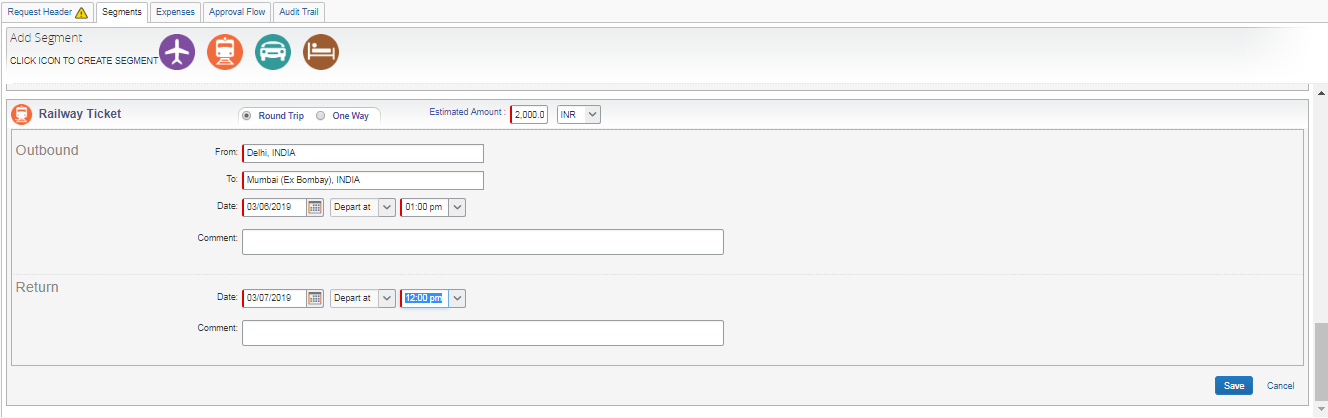 Request Header Segments Expenses Approval Flow Audit Trail
Add Segment
CLICK ICON TO CREATE SEGMENT
Railway Ticket Round Trip One Way Estimated Amount : 2,000.0 INR
Outbound
From: Delhi, INDIA
To: Mumbai (Ex Bombay), INDIA
Date: 03/06/2019 Depart at 01:00 pm
Comment:
Return
Date: 03/07/2019 Depart at 12:00 pm
Comment:
Save Cancel